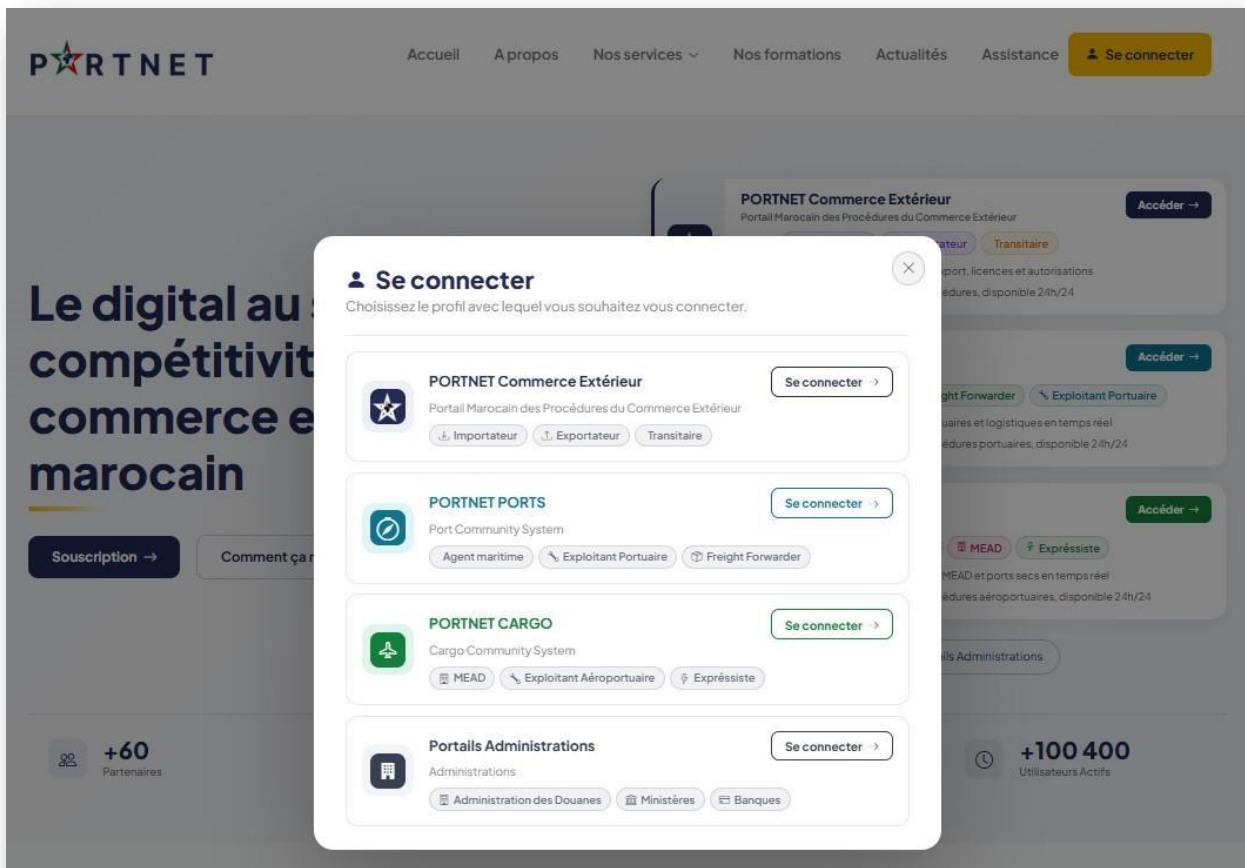 PORTNET
Accueil
A propos
Nos services
Nos formations
Actualités
Assistance
Se connecter
Le digital au
compétitivit
commerce e
marocain
Souscription →
Comment ça
PORTNET Commerce Extérieur
Portail Marocain des Procédures du Commerce Extérieur
Accéder →
ateur
Transitaire
port, licences et autorisations
édures, disponible 24h/24
Accéder →
ght Forwarder
Exploitant Portuaire
uaires et logistiques en temps réel
édures portuaires, disponible 24h/24
Accéder →
MEAD
Expréssiste
MEAD et ports secs en temps réel
édures aéroportuaires, disponible 24h/24
ils Administrations
Se connecter
Choisissez le profil avec lequel vous souhaitez vous connecter.
PORTNET Commerce Extérieur
Se connecter →
Portail Marocain des Procédures du Commerce Extérieur
Importateur
Exportateur
Transitaire
PORTNET PORTS
Se connecter →
Port Community System
Agent maritime
Exploitant Portuaire
Freight Forwarder
PORTNET CARGO
Se connecter →
Cargo Community System
MEAD
Exploitant Aéroportuaire
Expréssiste
Portails Administrations
Se connecter →
Administrations
Administration des Douanes
Ministères
Banques
+60
Partenaires
+100 400
Utilisateurs Actifs